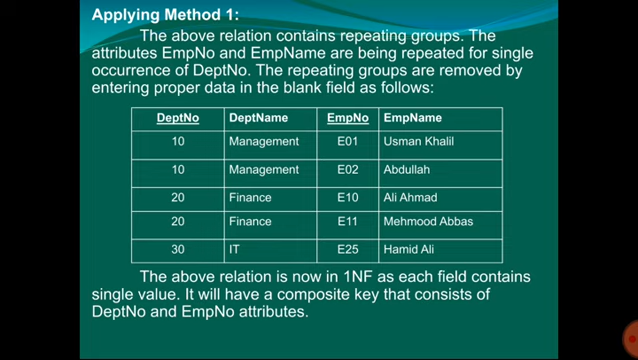 Applying Method 1:
The above relation contains repeating groups. The
attributes EmpNo and EmpName are being repeated for single
occurrence of DeptNo. The repeating groups are removed by
entering proper data in the blank field as follows:
DeptNo DeptName EmpNo EmpName
10 Management E01 Usman Khalil
10 Management E02 Abdullah
20 Finance E10 Ali Ahmad
20 Finance E11 Mehmood Abbas
30 IT E25 Hamid Ali
The above relation is now in 1NF as each field contains
single value. It will have a composite key that consists of
DeptNo and EmpNo attributes.